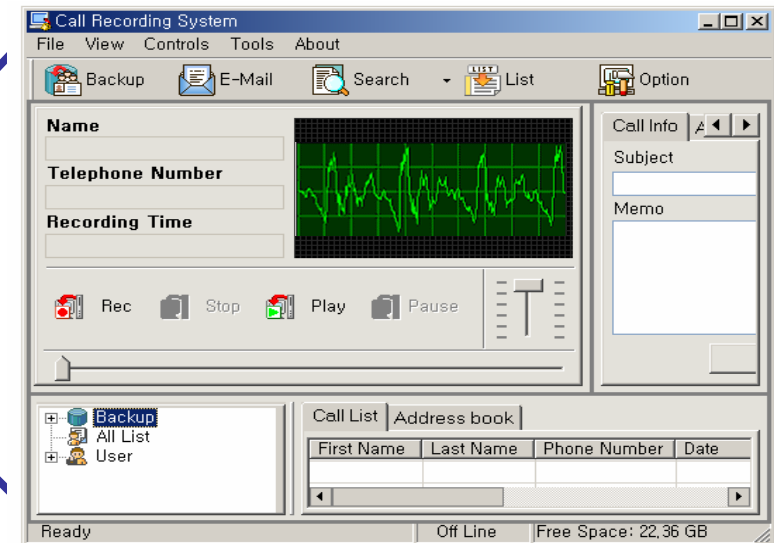 Call Recording System
File View Controls Tools About
Backup E-Mail Search LIST List Option
Name
Telephone Number
Recording Time
Call Info
Subject
Memo
Rec Stop Play Pause
Backup
All List
User
Call List Address book
First Name Last Name Phone Number Date
Ready Off Line Free Space: 22,36 GB